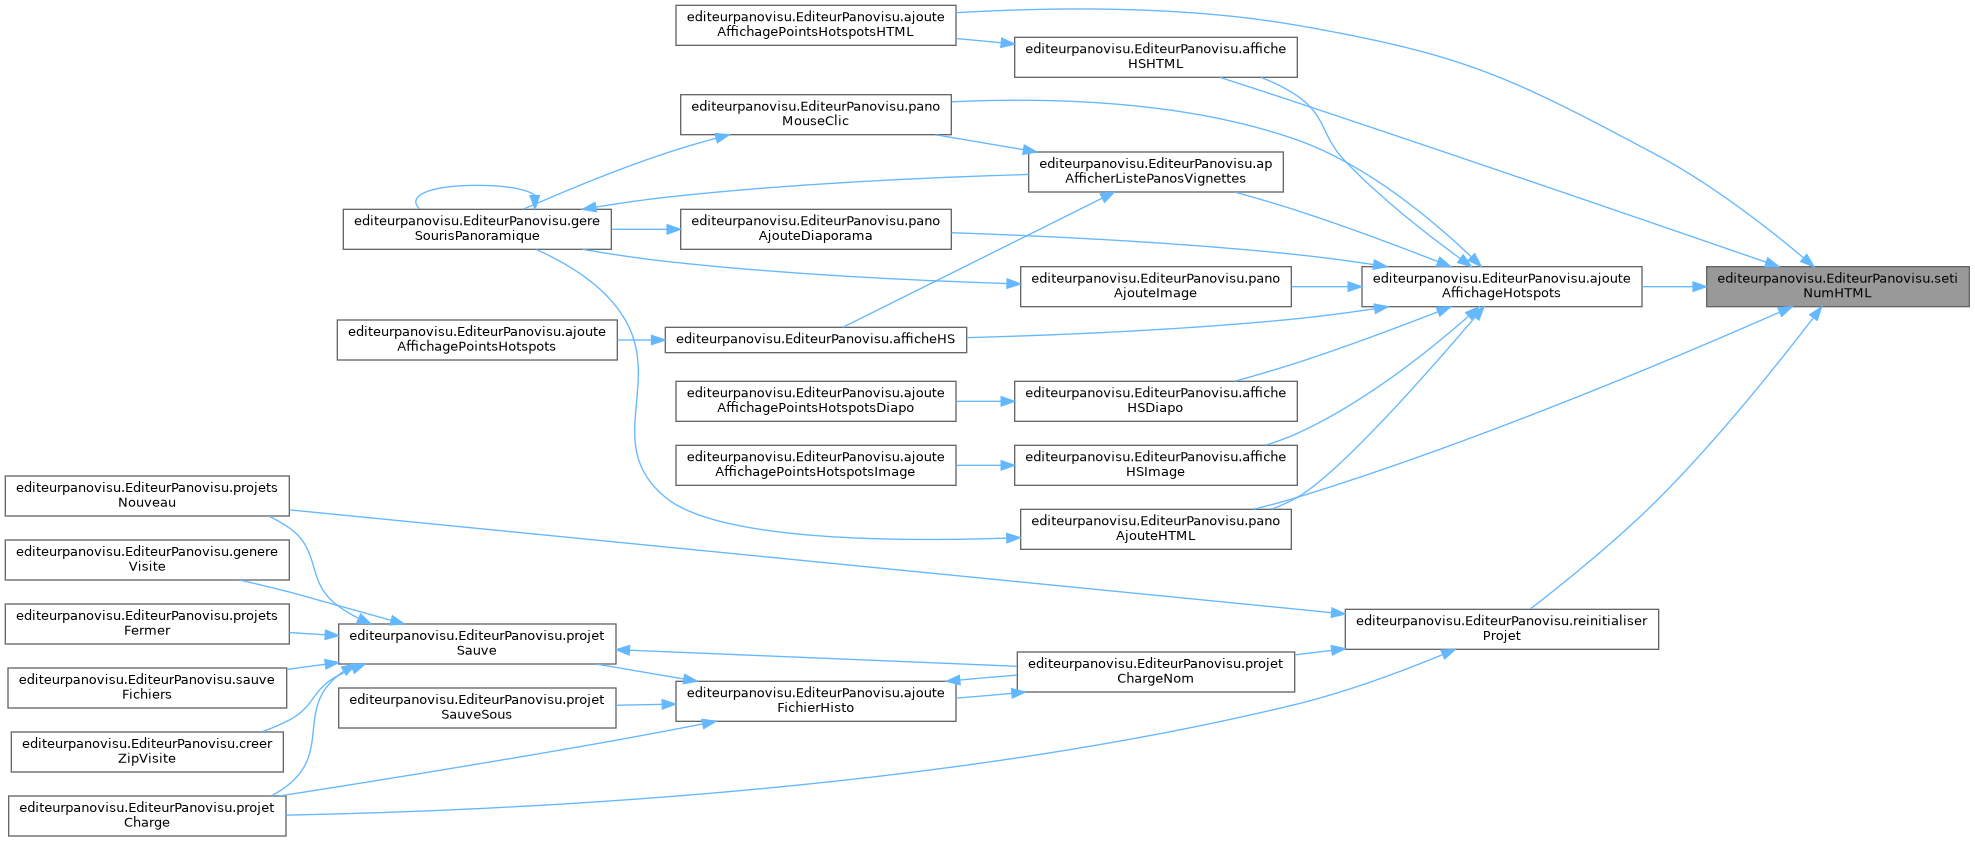 editeurpanovisu.EditeurPanovisu.ajoute
AffichagePointsHotspotsHTML
editeurpanovisu.EditeurPanovisu.affiche
HSHTML
editeurpanovisu.EditeurPanovisu.pano
MouseClic
editeurpanovisu.EditeurPanovisu.ap
AfficherListePanosVignettes
editeurpanovisu.EditeurPanovisu.gere
SourisPanoramique
editeurpanovisu.EditeurPanovisu.pano
AjouteDiaporama
editeurpanovisu.EditeurPanovisu.pano
AjouteImage
editeurpanovisu.EditeurPanovisu.ajoute
AffichageHotspots
editeurpanovisu.EditeurPanovisu.seti
NumHTML
editeurpanovisu.EditeurPanovisu.ajoute
AffichagePointsHotspots
editeurpanovisu.EditeurPanovisu.afficheHS
editeurpanovisu.EditeurPanovisu.ajoute
AffichagePointsHotspotsDiapo
editeurpanovisu.EditeurPanovisu.affiche
HSDiapo
editeurpanovisu.EditeurPanovisu.ajoute
AffichagePointsHotspotsImage
editeurpanovisu.EditeurPanovisu.affiche
HSImage
editeurpanovisu.EditeurPanovisu.projets
Nouveau
editeurpanovisu.EditeurPanovisu.pano
AjouteHTML
editeurpanovisu.EditeurPanovisu.genere
Visite
editeurpanovisu.EditeurPanovisu.projets
Fermer
editeurpanovisu.EditeurPanovisu.projet
Sauve
editeurpanovisu.EditeurPanovisu.reinitialiser
Projet
editeurpanovisu.EditeurPanovisu.sauve
Fichiers
editeurpanovisu.EditeurPanovisu.projet
SauveSous
editeurpanovisu.EditeurPanovisu.ajoute
FichierHisto
editeurpanovisu.EditeurPanovisu.projet
ChargeNom
editeurpanovisu.EditeurPanovisu.creer
ZipVisite
editeurpanovisu.EditeurPanovisu.projet
Charge